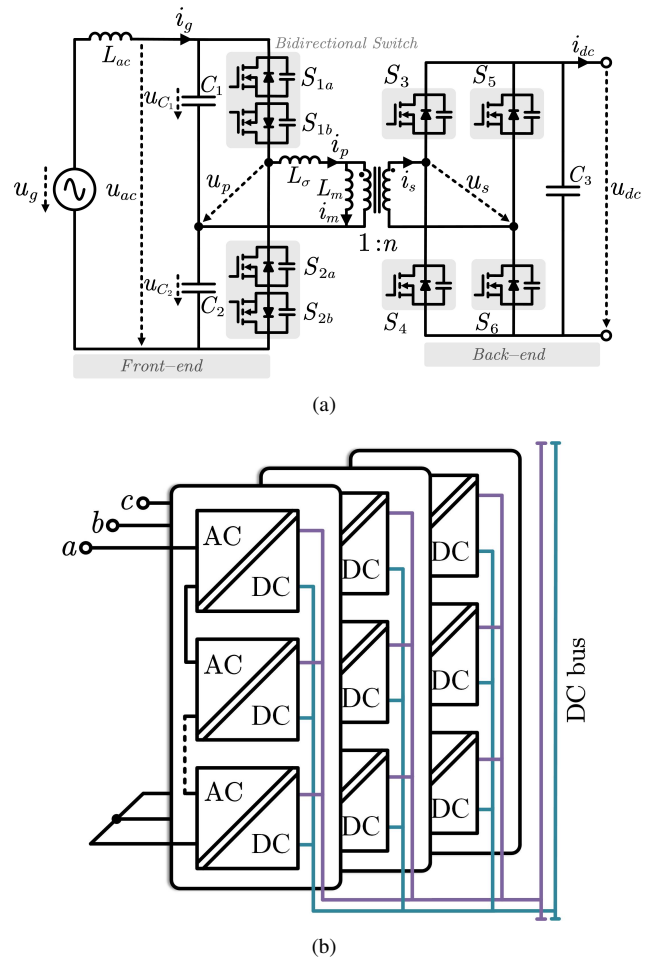 i_g
Bidirectional Switch
L_ac
C_1
S_1a
u_C_1
S_1b
i_p
u_g
u_ac
u_p
L_σ
L_m
i_m
1 : n
i_s
S_3
S_5
i_dc
u_s
C_3
u_dc
u_C_2
C_2
S_2a
S_2b
S_4
S_6
Front–end
Back–end
(a)
c
b
a
AC
DC
DC
DC
AC
DC
DC
DC
AC
DC
DC
DC
DC bus
(b)